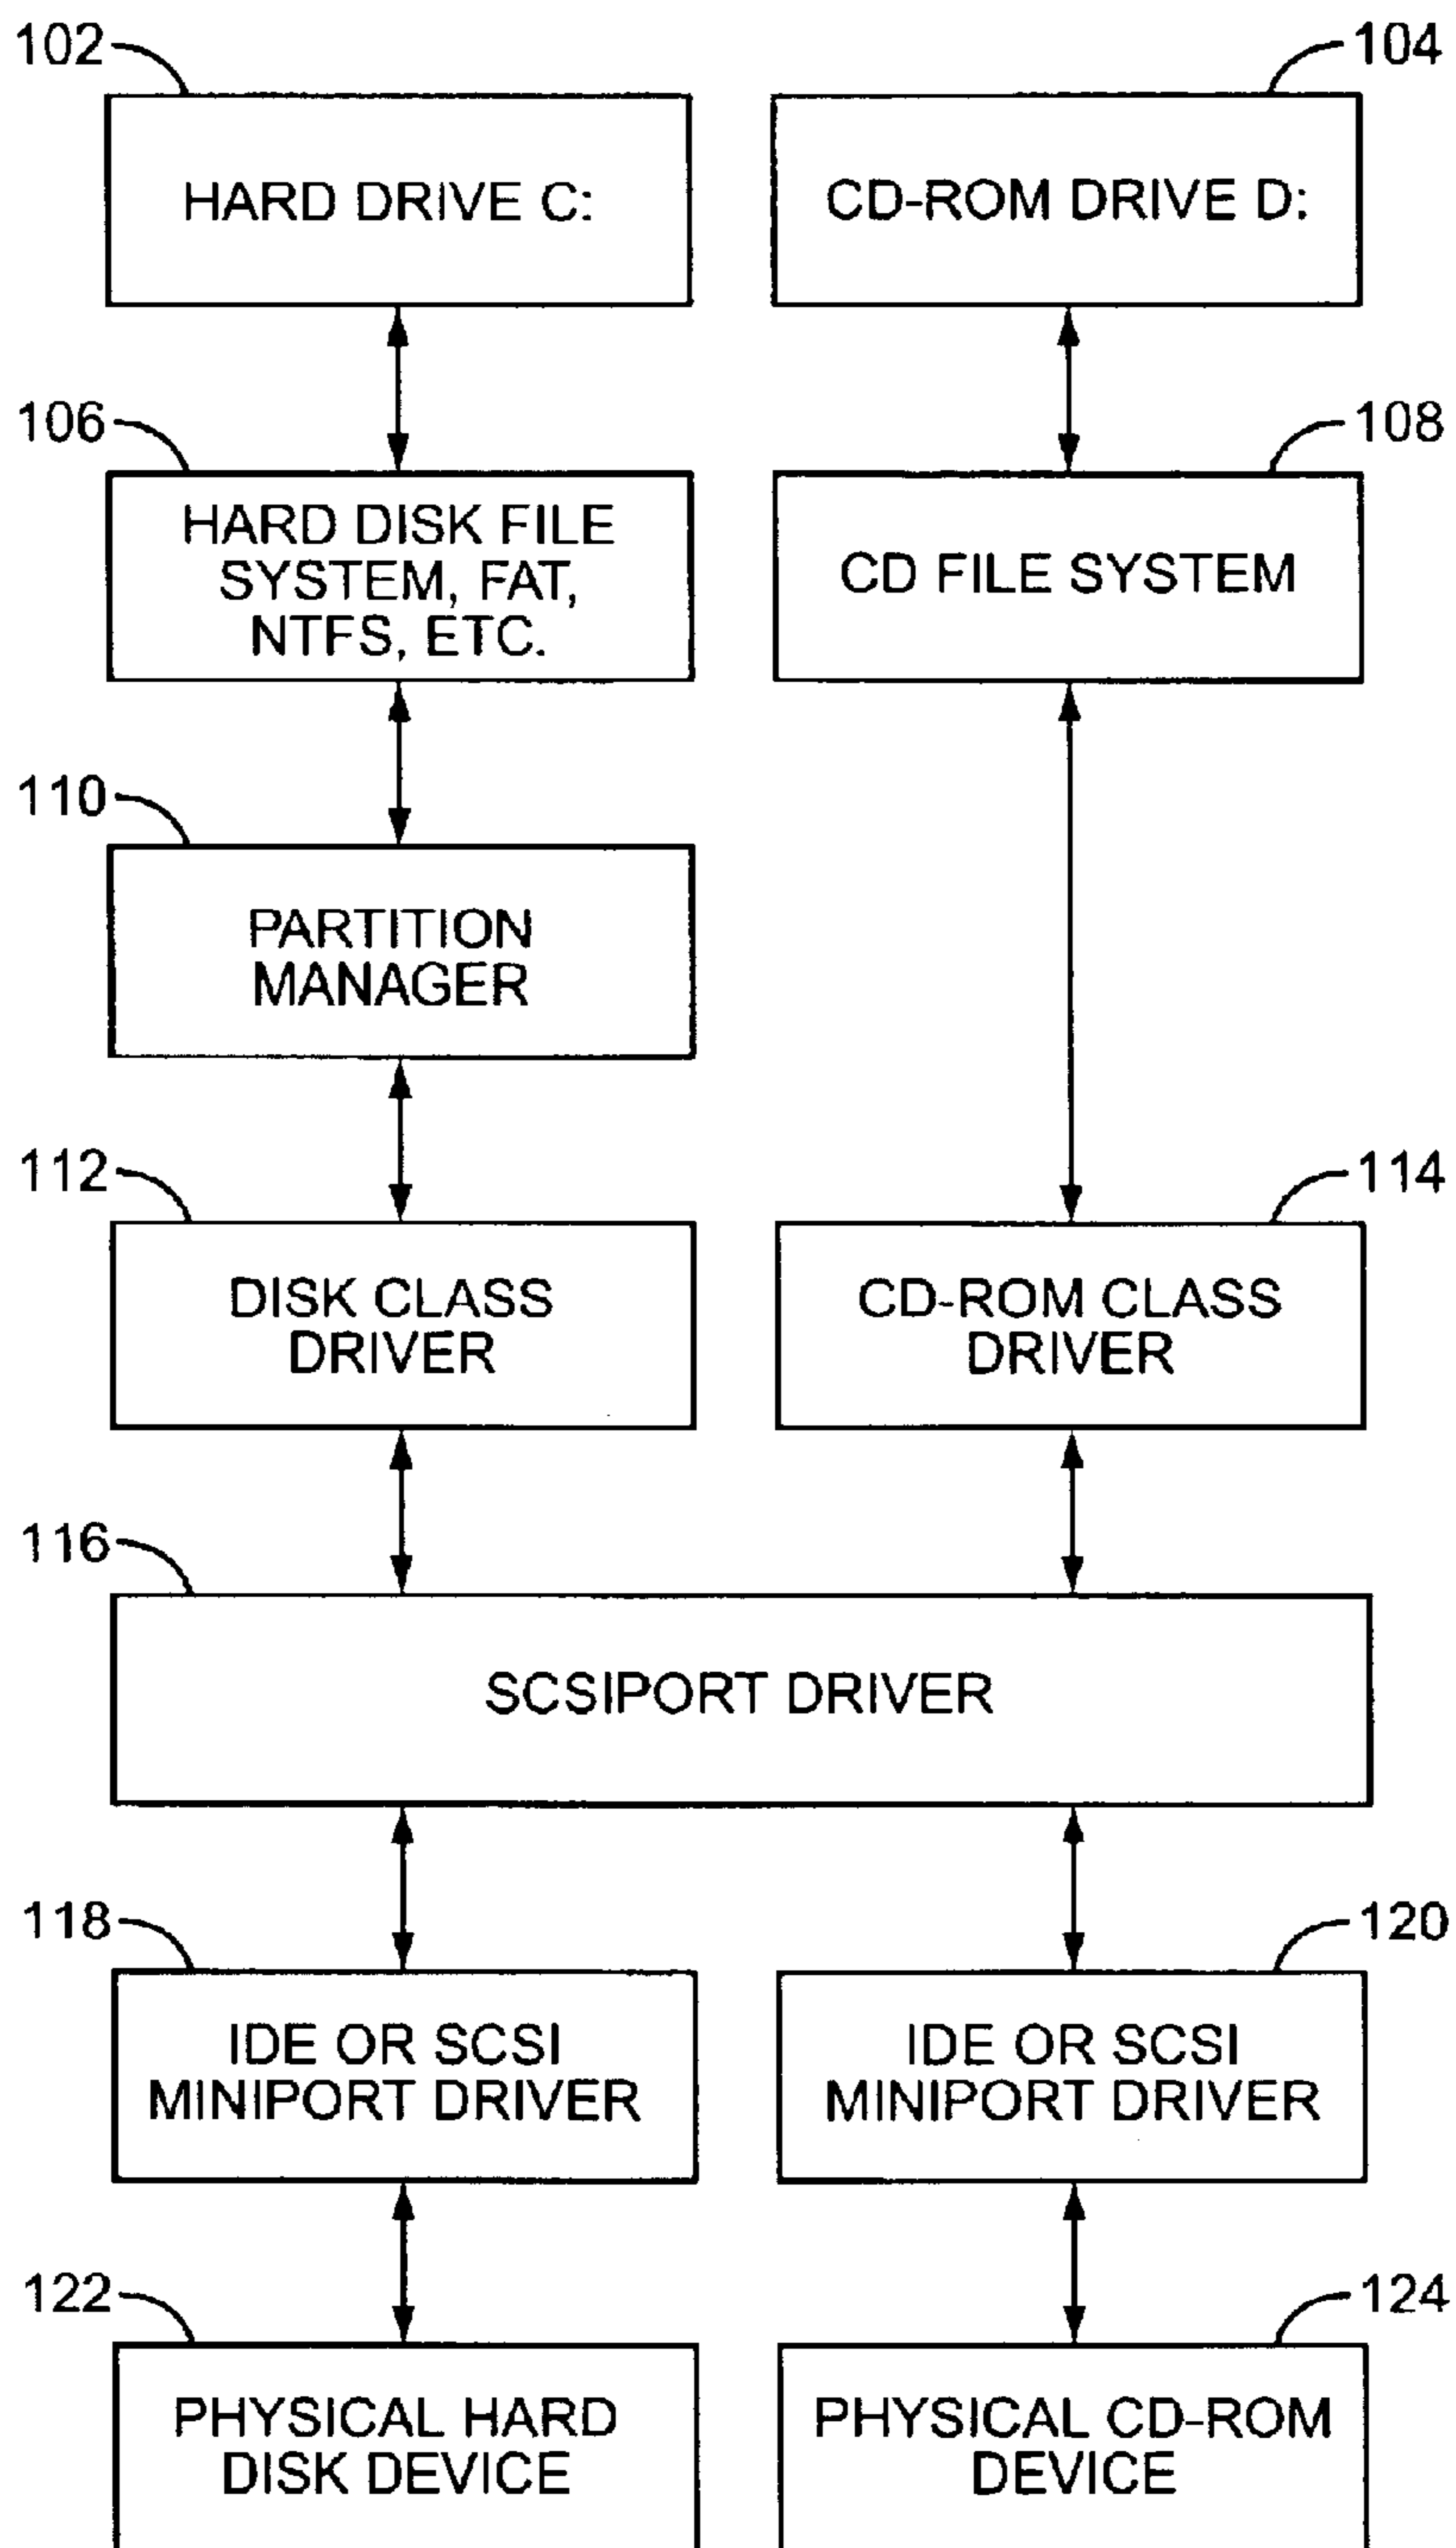 102
104
HARD DRIVE C:
CD-ROM DRIVE D:
106
108
HARD DISK FILE
SYSTEM, FAT,
NTFS, ETC.
CD FILE SYSTEM
110
PARTITION
MANAGER
112
114
DISK CLASS
DRIVER
CD-ROM CLASS
DRIVER
116
SCSIPORT DRIVER
118
120
IDE OR SCSI
MINIPORT DRIVER
IDE OR SCSI
MINIPORT DRIVER
122
124
PHYSICAL HARD
DISK DEVICE
PHYSICAL CD-ROM
DEVICE